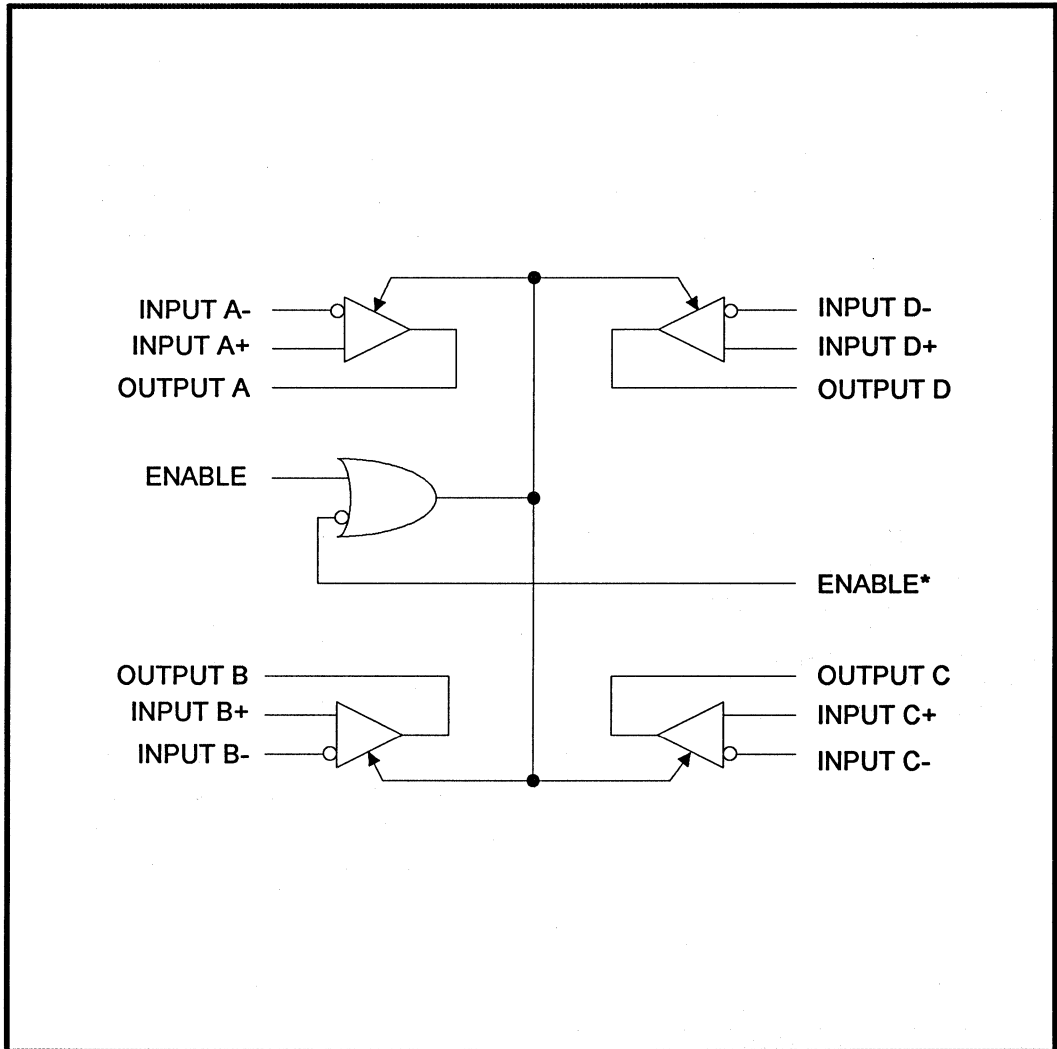 INPUT A-
INPUT A+
OUTPUT A
INPUT D-
INPUT D+
OUTPUT D
ENABLE
ENABLE*
OUTPUT B
INPUT B+
INPUT B-
OUTPUT C
INPUT C+
INPUT C-